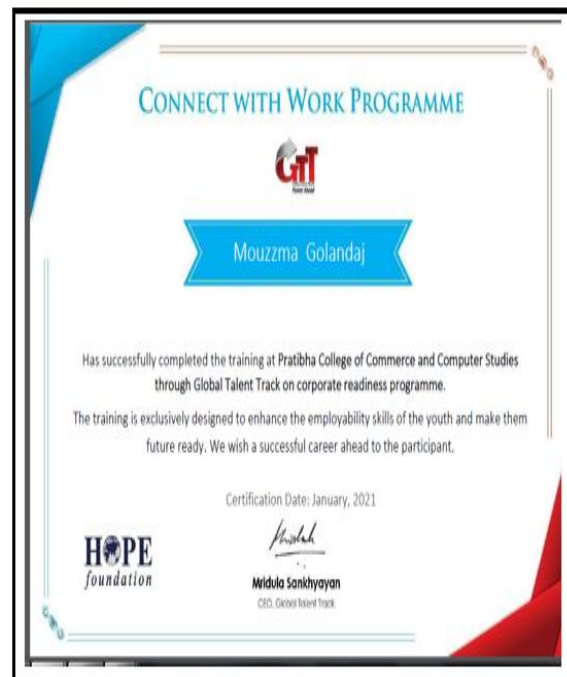 CONNECT WITH WORK PROGRAMME
GTT
Power Ahead
Mouzzma Golandaj
Has successfully completed the training at Pratibha College of Commerce and Computer Studies
through Global Talent Track on corporate readiness programme.
The training is exclusively designed to enhance the employability skills of the youth and make them
future ready. We wish a successful career ahead to the participant.
Certification Date: January, 2021
HOPE
foundation
Mridula Sankhyayan
CEO, Global Talent Track